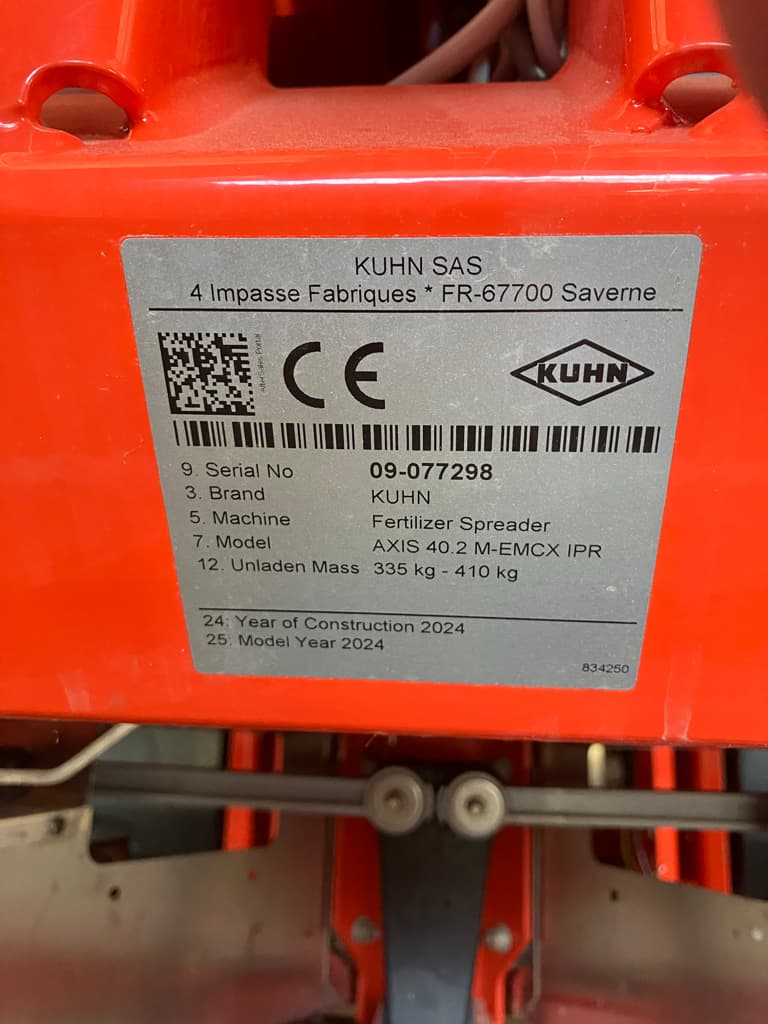 KUHN SAS
4 Impasse Fabriques * FR-67700 Saverne
AfterSales Portal
CE
KUHN
9. Serial No 09-077298
3. Brand KUHN
5. Machine Fertilizer Spreader
7. Model AXIS 40.2 M-EMCX IPR
12. Unladen Mass 335 kg - 410 kg
24: Year of Construction 2024
25: Model Year 2024
834250